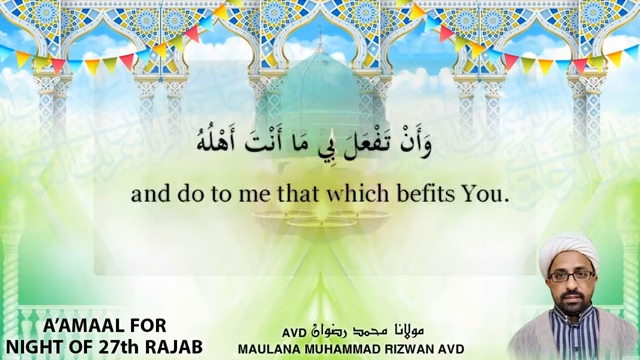 وَأَنْ تَفْعَلَ بِي مَا أَنْتَ أَهْلُهُ
and do to me that which befits You.
A'AMAAL FOR
NIGHT OF 27th RAJAB
مولانا محمد رضوان AVD
MAULANA MUHAMMAD RIZWAN AVD